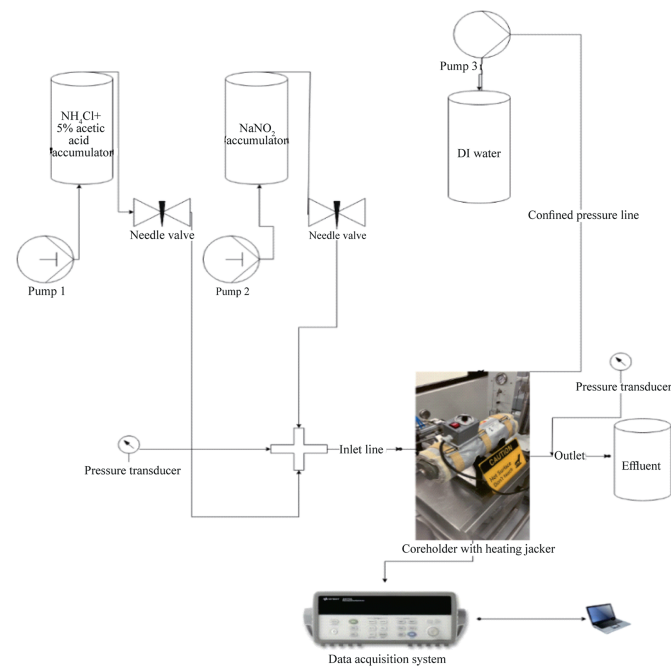 Pump 3
NH₄Cl+
5% acetic
acid
accumulator
NaNO₂
accumulator
DI water
Confined pressure line
Needle valve
Needle valve
Pump 1
Pump 2
Pressure transducer
Pressure transducer
Inlet line
CAUTION
Outlet
Effluent
Coreholder with heating jacker
Data acquisition system